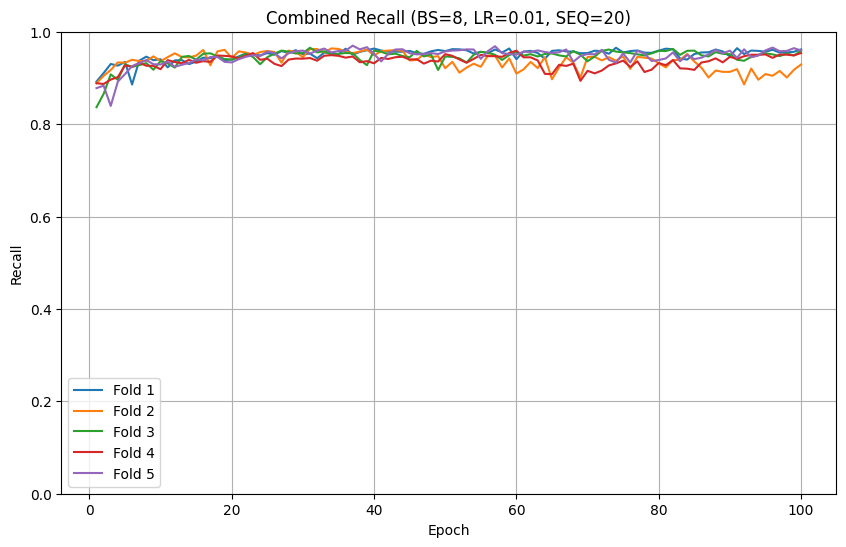 Combined Recall (BS=8, LR=0.01, SEQ=20)
1.0
0.8
0.6
0.4
0.2
0.0
Recall
Fold 1
Fold 2
Fold 3
Fold 4
Fold 5
0 20 40 60 80 100
Epoch